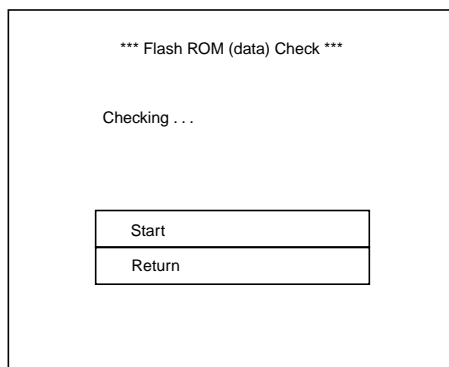 *** Flash ROM (data) Check ***
Checking . . .
Start
Return